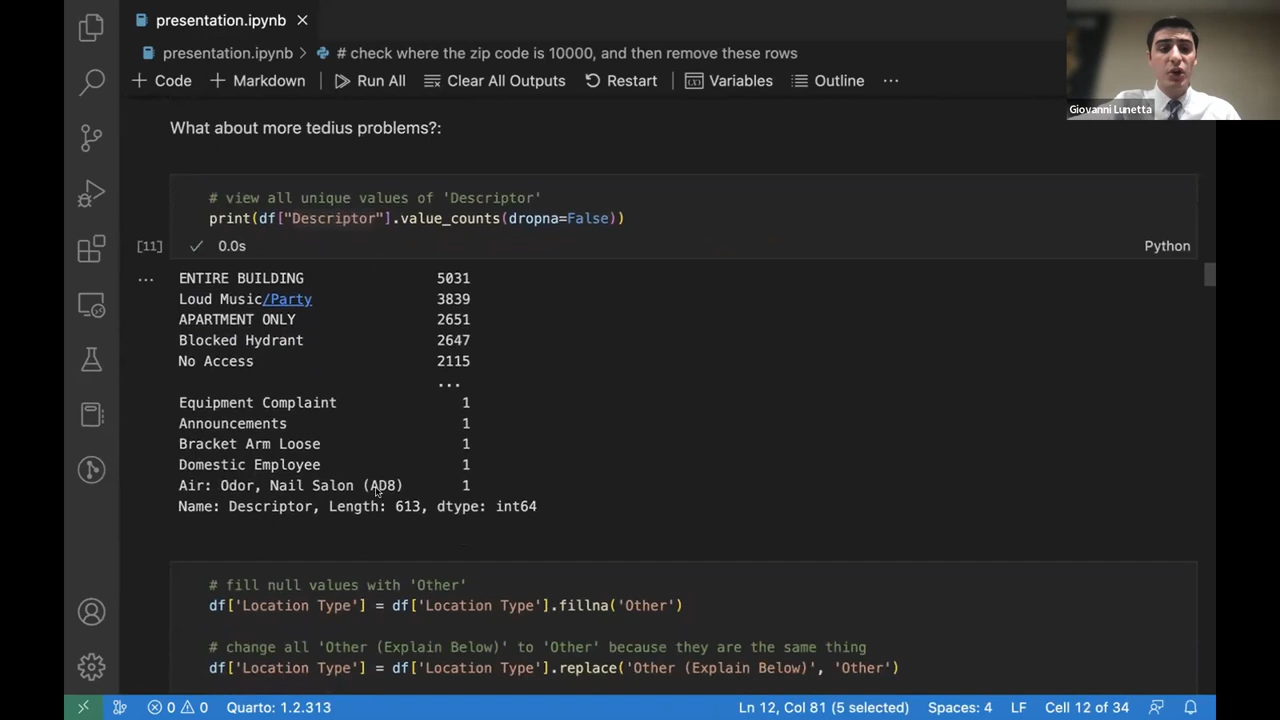 presentation.ipynb
Giovanni Lunetta
presentation.ipynb > # check where the zip code is 10000, and then remove these rows
+ Code + Markdown Run All Clear All Outputs Restart Variables Outline ...
What about more tedius problems?:
# view all unique values of 'Descriptor'
print(df["Descriptor"].value_counts(dropna=False))
[11] ✓ 0.0s Python
... ENTIRE BUILDING 5031
Loud Music/Party 3839
APARTMENT ONLY 2651
Blocked Hydrant 2647
No Access 2115
...
Equipment Complaint 1
Announcements 1
Bracket Arm Loose 1
Domestic Employee 1
Air: Odor, Nail Salon (AD8) 1
Name: Descriptor, Length: 613, dtype: int64
# fill null values with 'Other'
df['Location Type'] = df['Location Type'].fillna('Other')
# change all 'Other (Explain Below)' to 'Other' because they are the same thing
df['Location Type'] = df['Location Type'].replace('Other (Explain Below)', 'Other')
0 0 Quarto: 1.2.313 Ln 12, Col 81 (5 selected) Spaces: 4 LF Cell 12 of 34